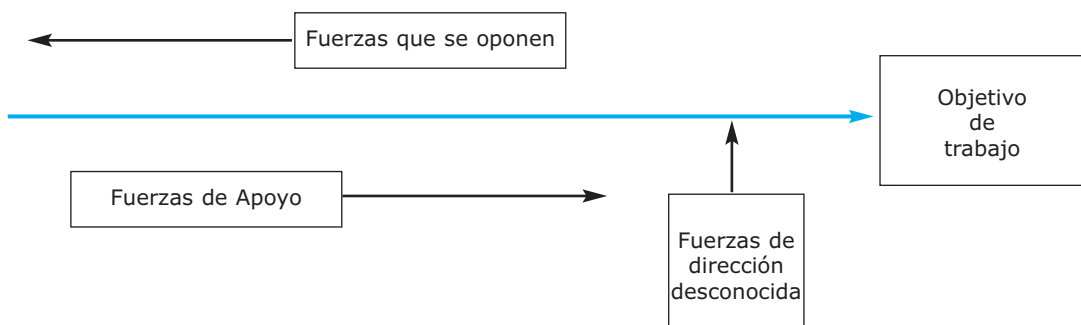 Fuerzas que se oponen
Objetivo
de
trabajo
Fuerzas de Apoyo
Fuerzas de
dirección
desconocida